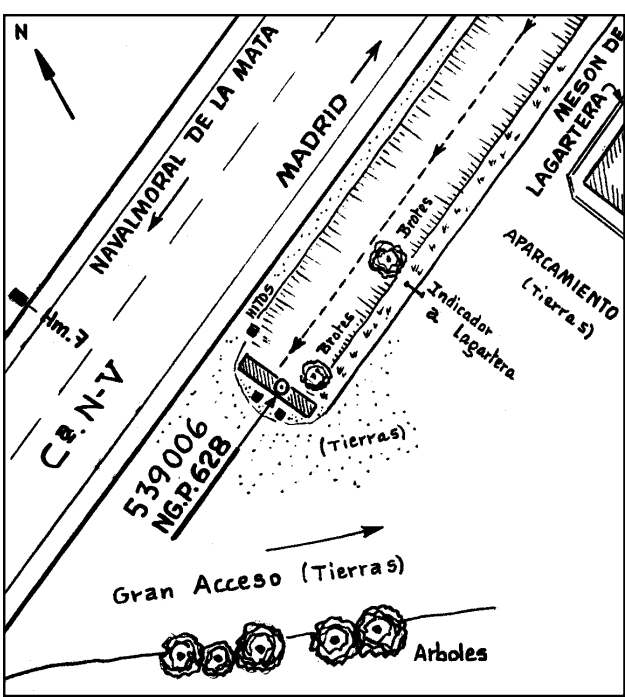 N
NAVALMORAL DE LA MATA
MADRID
MESON DE
LAGARTERA
Brotes
APARCAMIENTO
(Tierras)
HITOS
Hm.7
Brotes
Indicador
a Lagartera
Ca. N-V
539006
NG.P.628
(Tierras)
Gran Acceso (Tierras)
Arboles